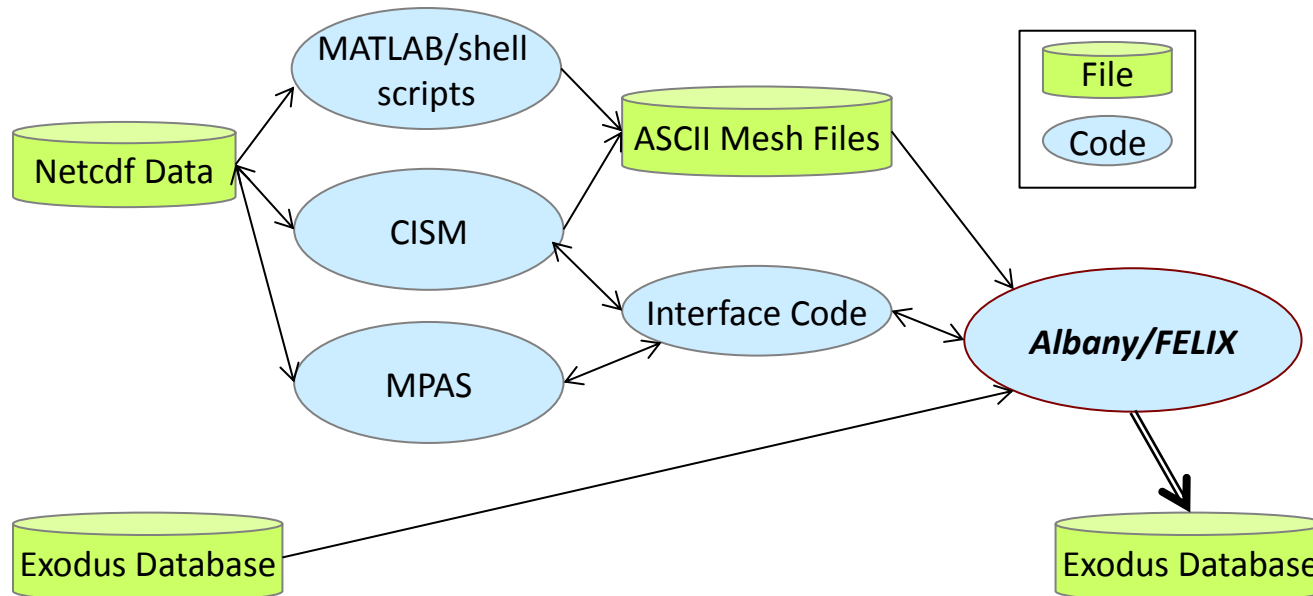 MATLAB/shell
scripts
File
ASCII Mesh Files
Code
Netcdf Data
CISM
Interface Code
Albany/FELIX
MPAS
Exodus Database
Exodus Database